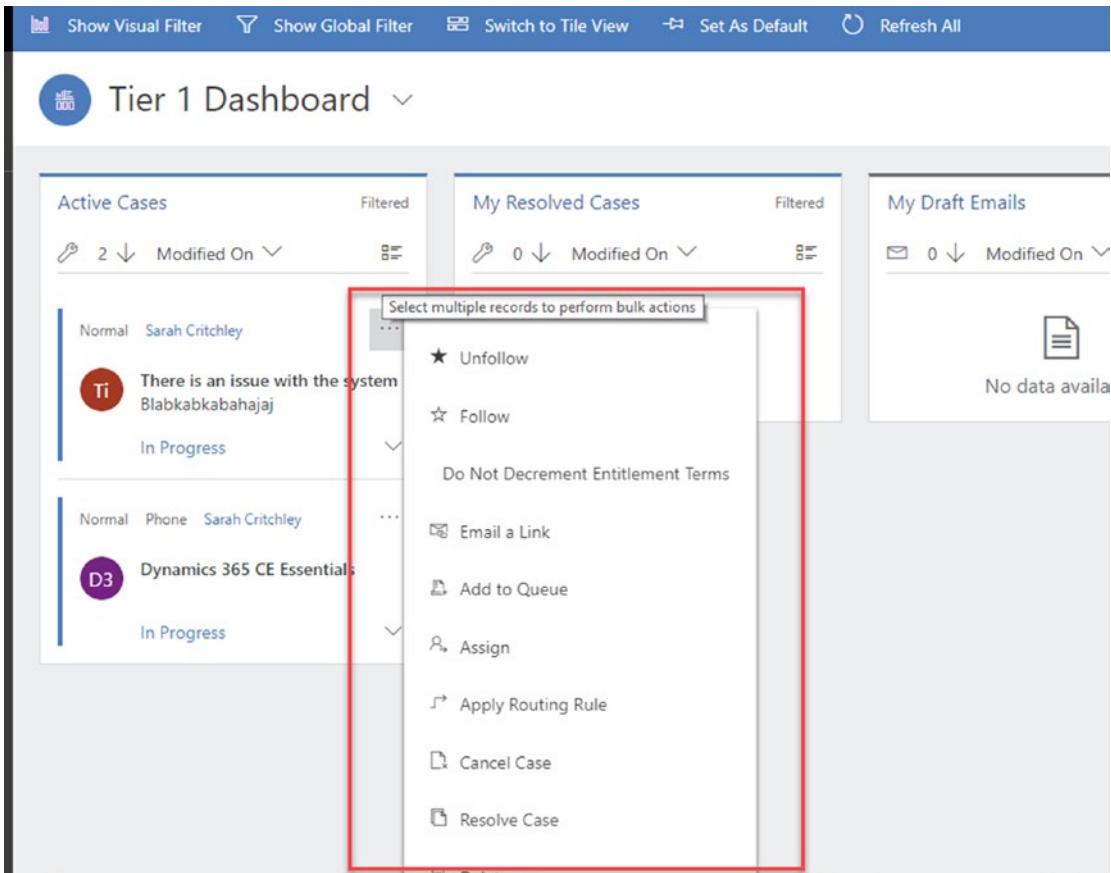 Show Visual Filter Show Global Filter Switch to Tile View Set As Default Refresh All
Tier 1 Dashboard
Active Cases Filtered
2 Modified On
My Resolved Cases Filtered
0 Modified On
My Draft Emails
0 Modified On
No data availa
Select multiple records to perform bulk actions
Normal Sarah Critchley ...
Ti
There is an issue with the system
Blabkabkabahajaj
In Progress
Normal Phone Sarah Critchley ...
D3
Dynamics 365 CE Essentials
In Progress
Unfollow
Follow
Do Not Decrement Entitlement Terms
Email a Link
Add to Queue
Assign
Apply Routing Rule
Cancel Case
Resolve Case